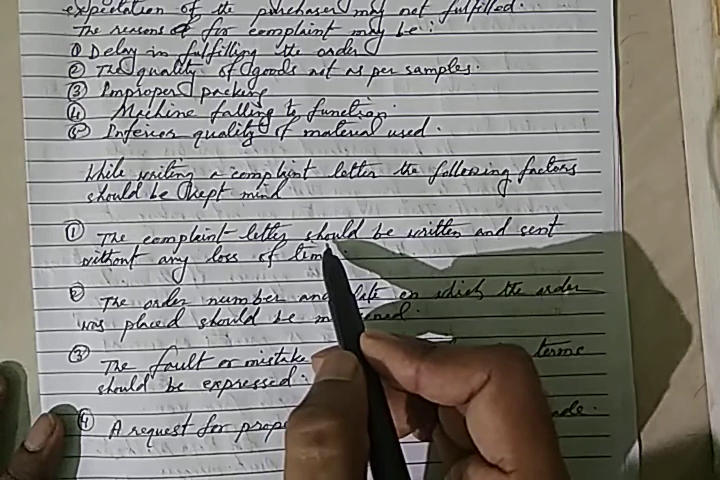 expectation of the purchased may not fulfilled.
The reasons of for complaint may be:
① Delay in fulfilling the order
② The quality of goods not as per samples.
③ Improper packing
④ Machine falling to function.
⑤ Inferior quality of material used.
While writing a complaint letter the following factors
should be kept mind
① The complaint letter should be written and sent
without any loss of
② The order number and date on which the order
was placed should be
③ The fault or mistake terms
should be expressed.
④ A request for